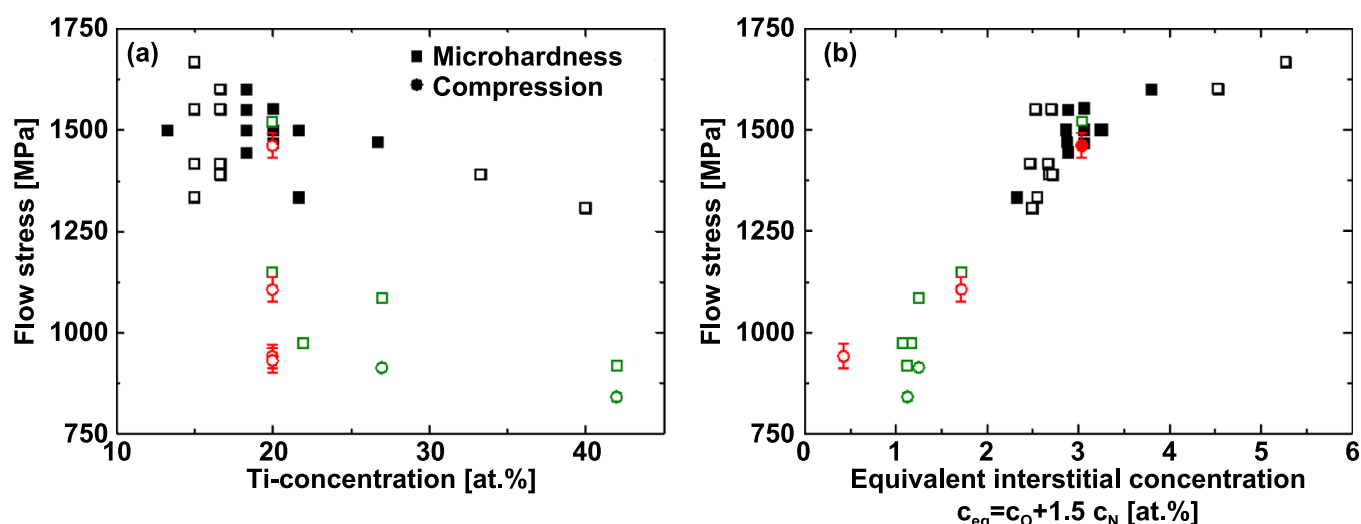 (a)
Microhardness
Compression
Flow stress [MPa]
1750
1500
1250
1000
750
10
20
30
40
Ti-concentration [at.%]
(b)
Flow stress [MPa]
1750
1500
1250
1000
750
0
1
2
3
4
5
6
Equivalent interstitial concentration
c_eq=c_O+1.5 c_N [at.%]